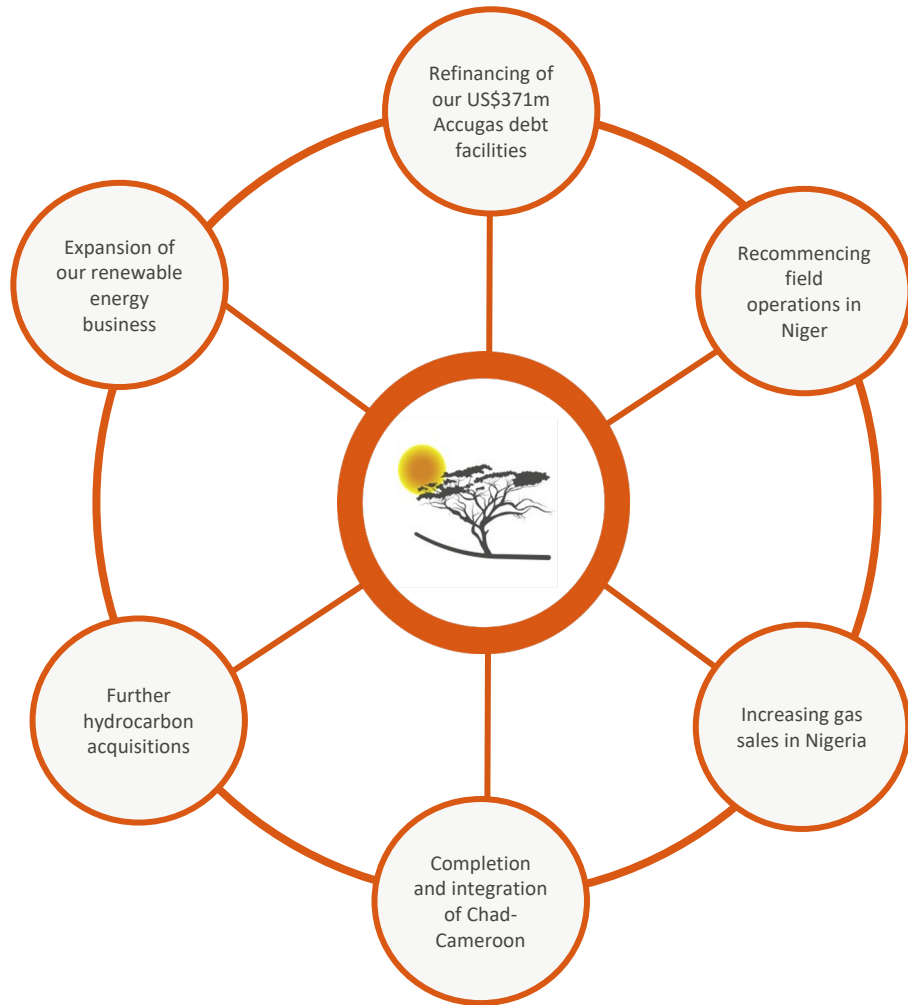 Refinancing of
our US$371m
Accugas debt
facilities
Recommencing
field
operations in
Niger
Increasing gas
sales in Nigeria
Completion
and integration
of Chad-
Cameroon
Further
hydrocarbon
acquisitions
Expansion of
our renewable
energy
business